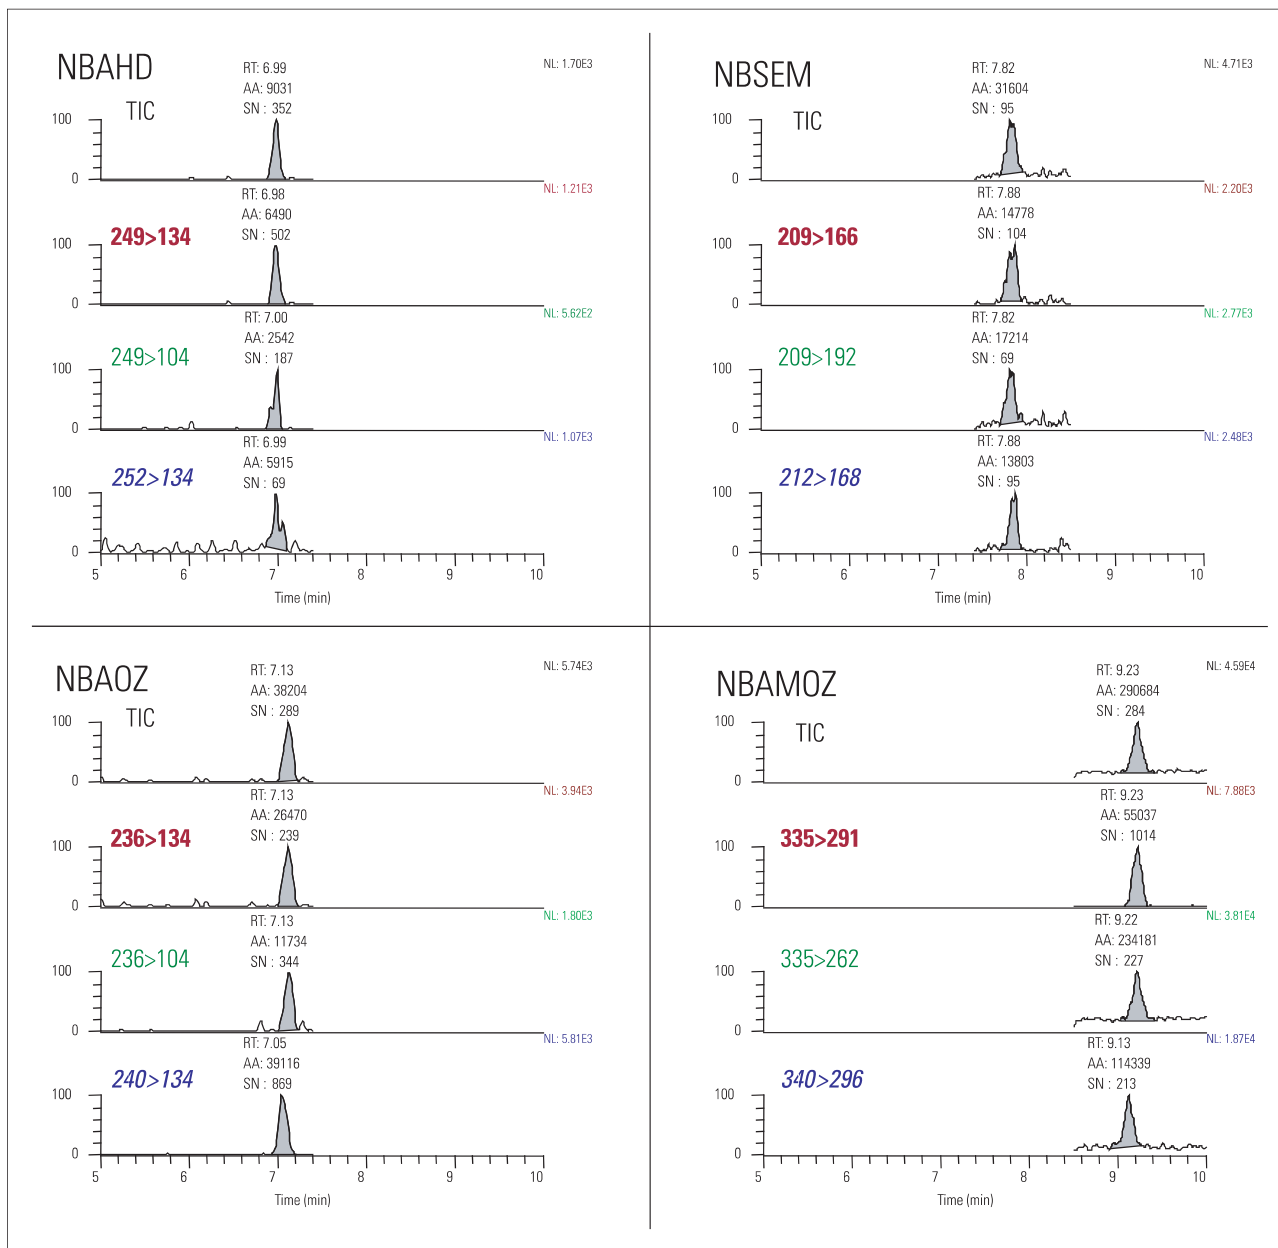 NBAHD
TIC
RT: 6.99
AA: 9031
SN : 352
NL: 1.70E3
100
0
249>134
RT: 6.98
AA: 6490
SN : 502
NL: 1.21E3
100
0
249>104
RT: 7.00
AA: 2542
SN : 187
NL: 5.62E2
100
0
252>134
RT: 6.99
AA: 5915
SN : 69
NL: 1.07E3
100
0
5 6 7 8 9 10
Time (min)
NBSEM
TIC
RT: 7.82
AA: 31604
SN : 95
NL: 4.71E3
100
0
209>166
RT: 7.88
AA: 14778
SN : 104
NL: 2.20E3
100
0
209>192
RT: 7.82
AA: 17214
SN : 69
NL: 2.77E3
100
0
212>168
RT: 7.88
AA: 13803
SN : 95
NL: 2.48E3
100
0
5 6 7 8 9 10
Time (min)
NBAOZ
TIC
RT: 7.13
AA: 38204
SN : 289
NL: 5.74E3
100
0
236>134
RT: 7.13
AA: 26470
SN : 239
NL: 3.94E3
100
0
236>104
RT: 7.13
AA: 11734
SN : 344
NL: 1.80E3
100
0
240>134
RT: 7.05
AA: 39116
SN : 869
NL: 5.81E3
100
0
5 6 7 8 9 10
Time (min)
NBAMOZ
TIC
RT: 9.23
AA: 290684
SN : 284
NL: 4.59E4
100
0
335>291
RT: 9.23
AA: 55037
SN : 1014
NL: 7.88E3
100
0
335>262
RT: 9.22
AA: 234181
SN : 227
NL: 3.81E4
100
0
340>296
RT: 9.13
AA: 114339
SN : 213
NL: 1.87E4
100
0
5 6 7 8 9 10
Time (min)